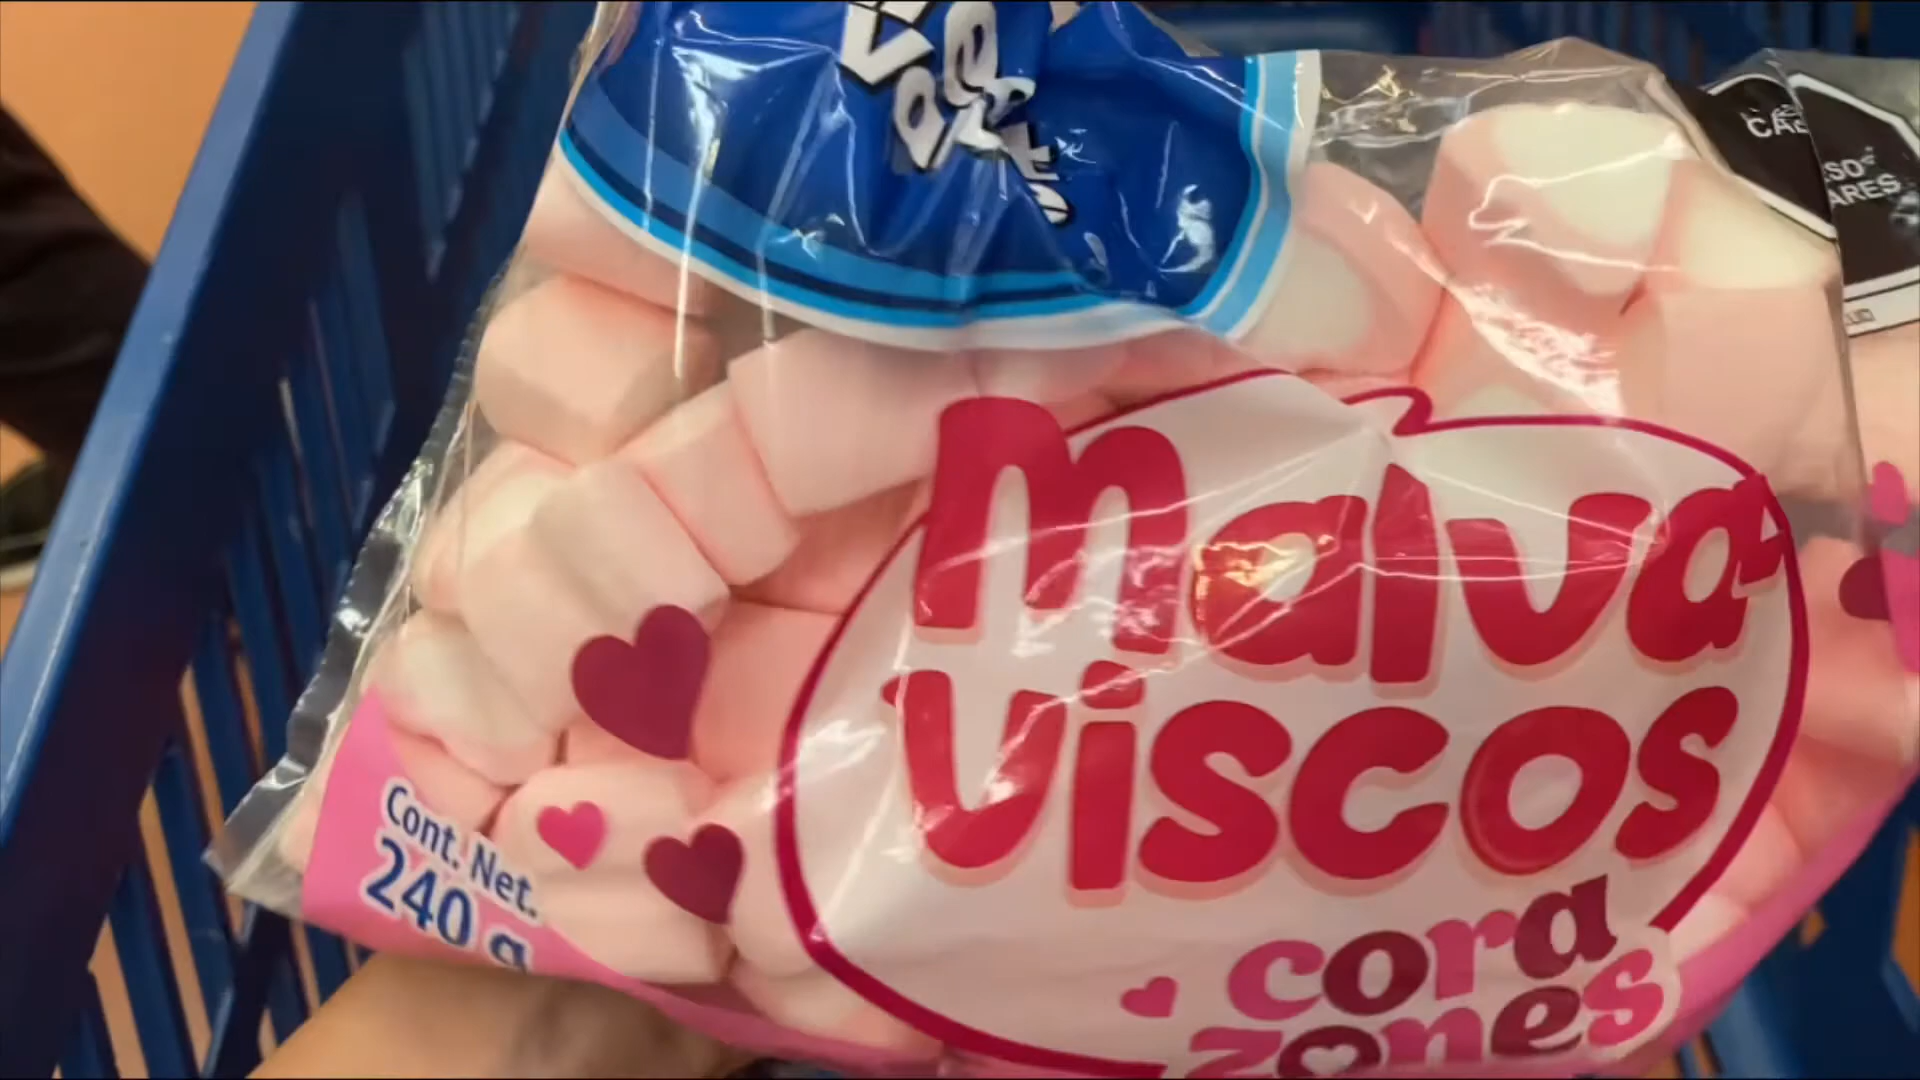 Malva
Viscos
cora
zones
Cont. Net.
240 g